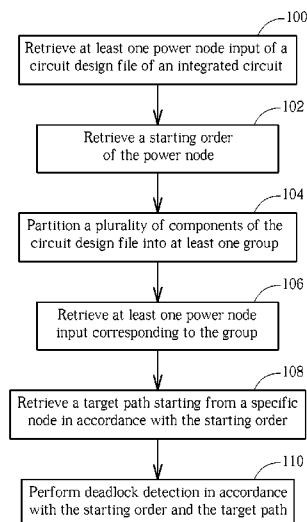 100
Retrieve at least one power node input of a
circuit design file of an integrated circuit
102
Retrieve a starting order
of the power node
104
Partition a plurality of components of the
circuit design file into at least one group
106
Retrieve at least one power node
input corresponding to the group
108
Retrieve a target path starting from a specific
node in accordance with the starting order
110
Perform deadlock detection in accordance
with the starting order and the target path